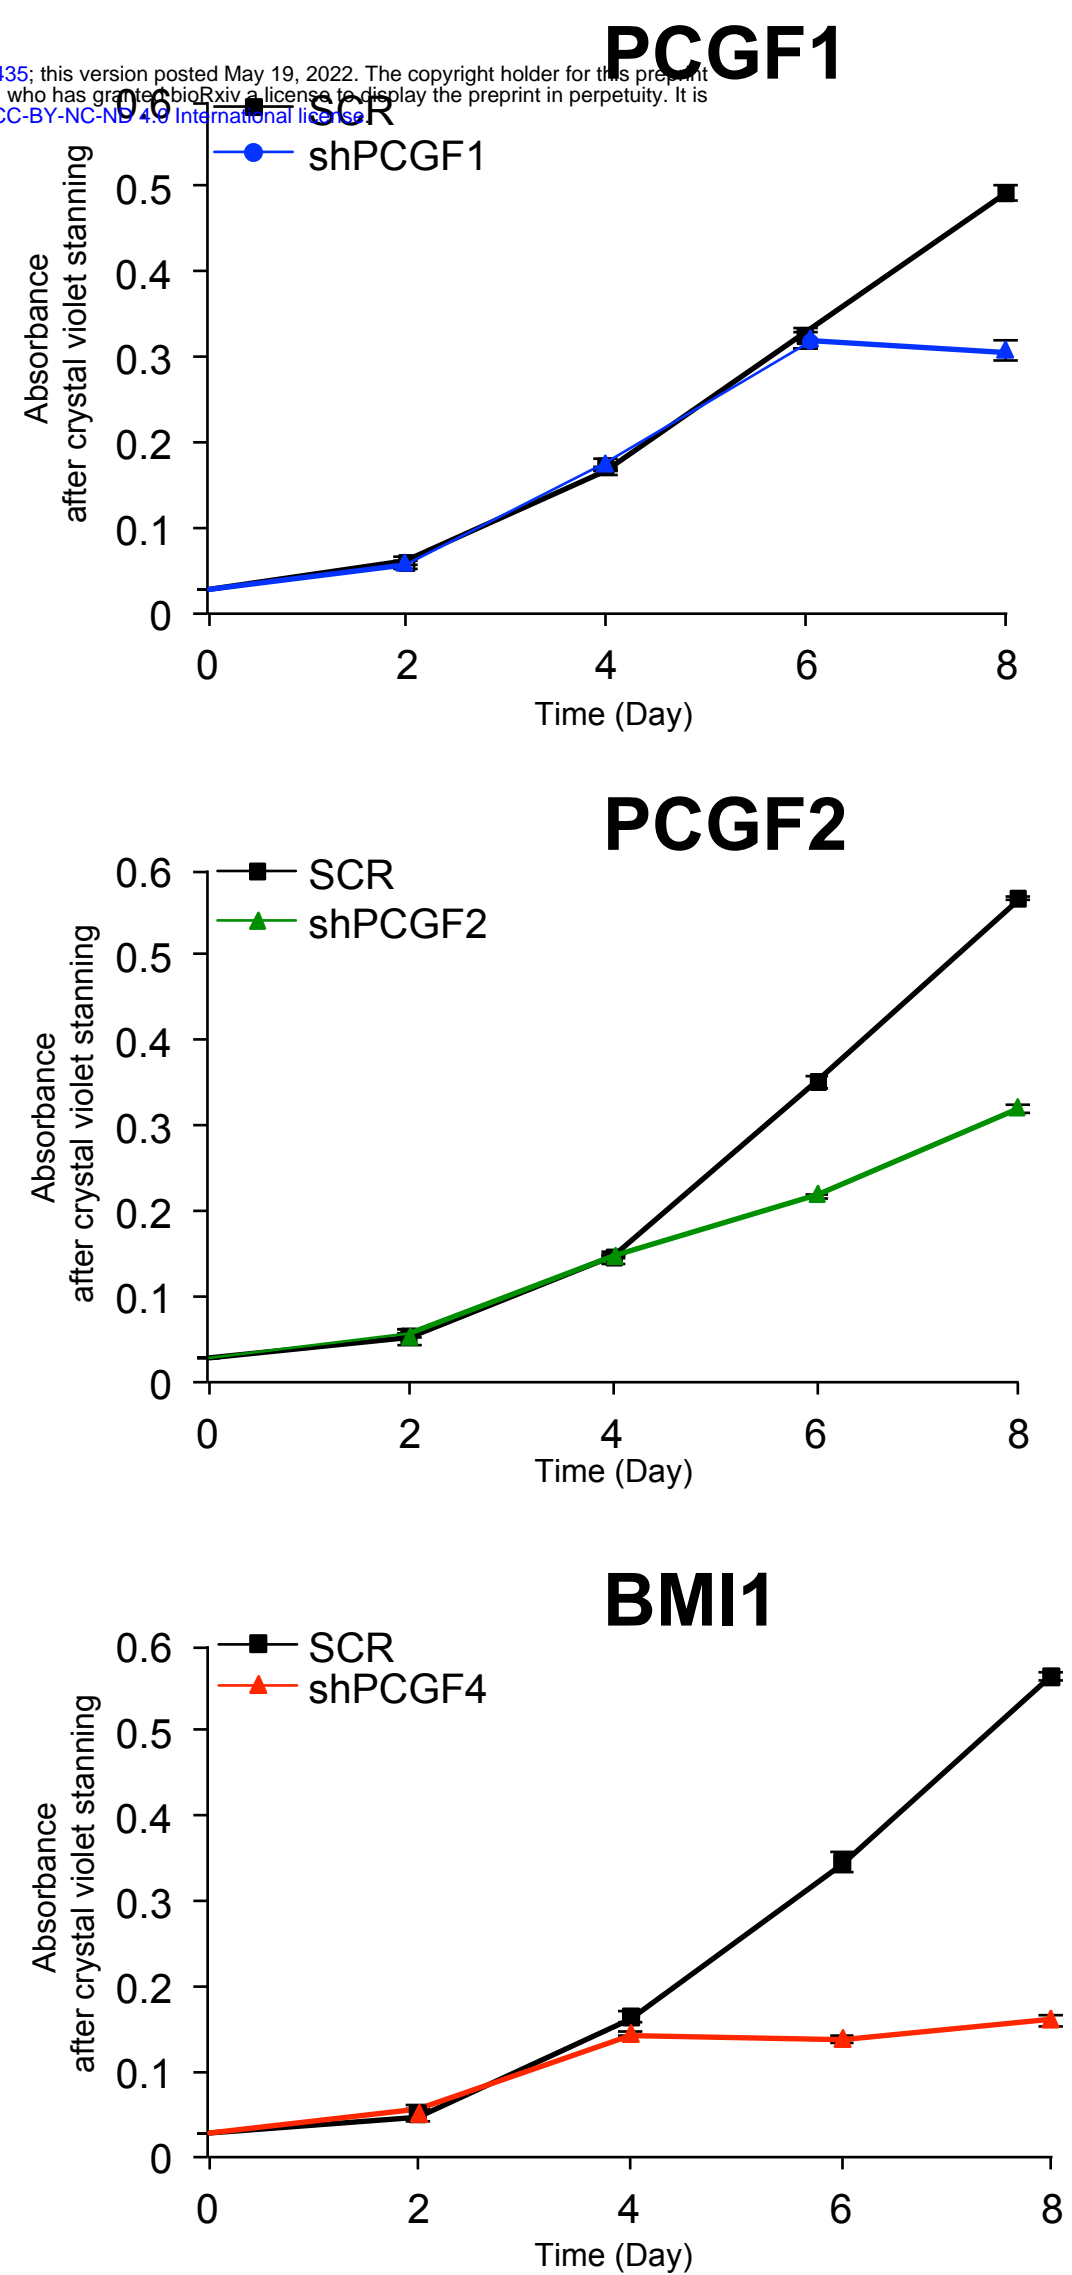 PCGF1
435; this version posted May 19, 2022. The copyright holder for this preprint
who has granted bioRxiv a license to display the preprint in perpetuity. It is
CC-BY-NC-ND 4.0 International license.
0.6
SCR
shPCGF1
0.5
0.4
0.3
0.2
0.1
0
Absorbance
after crystal violet stanning
0 2 4 6 8
Time (Day)
PCGF2
0.6
SCR
shPCGF2
0.5
0.4
0.3
0.2
0.1
0
Absorbance
after crystal violet stanning
0 2 4 6 8
Time (Day)
BMI1
0.6
SCR
shPCGF4
0.5
0.4
0.3
0.2
0.1
0
Absorbance
after crystal violet stanning
0 2 4 6 8
Time (Day)